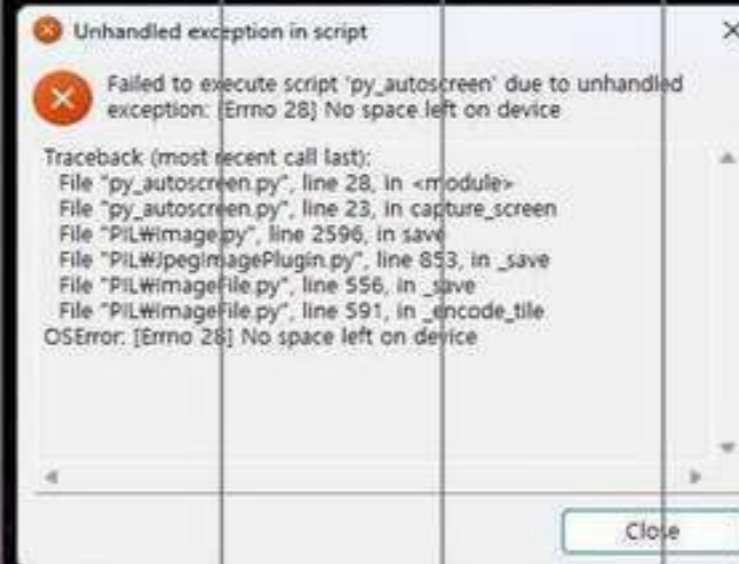 Unhandled exception in script
Failed to execute script 'py_autoscreen' due to unhandled
exception: [Errno 28] No space left on device
Traceback (most recent call last):
File "py_autoscreen.py", line 28, in <module>
File "py_autoscreen.py", line 23, in capture_screen
File "PIL₩Image.py", line 2596, in save
File "PIL₩JpegImagePlugin.py", line 853, in _save
File "PIL₩ImageFile.py", line 556, in _save
File "PIL₩ImageFile.py", line 591, in _encode_tile
OSError: [Errno 28] No space left on device
Close